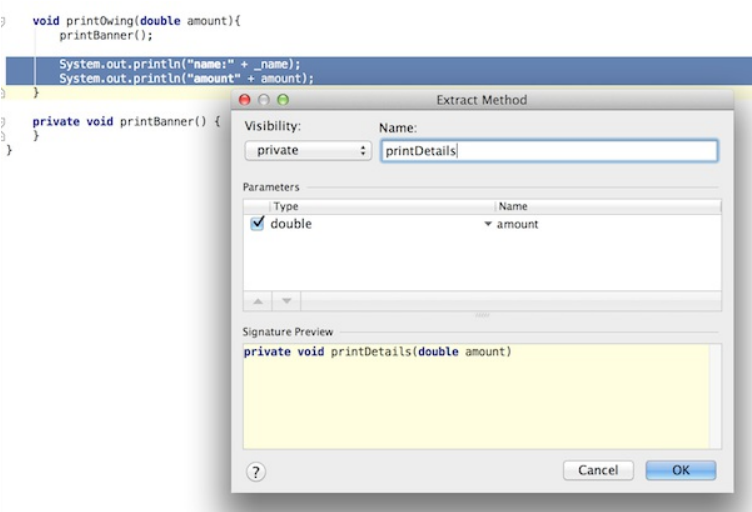 void printOwing(double amount){
printBanner();
System.out.println("name:" + _name);
System.out.println("amount" + amount);
}
private void printBanner() {
}
}
Extract Method
Visibility: Name:
private printDetails
Parameters
Type Name
double amount
Signature Preview
private void printDetails(double amount)
? Cancel OK